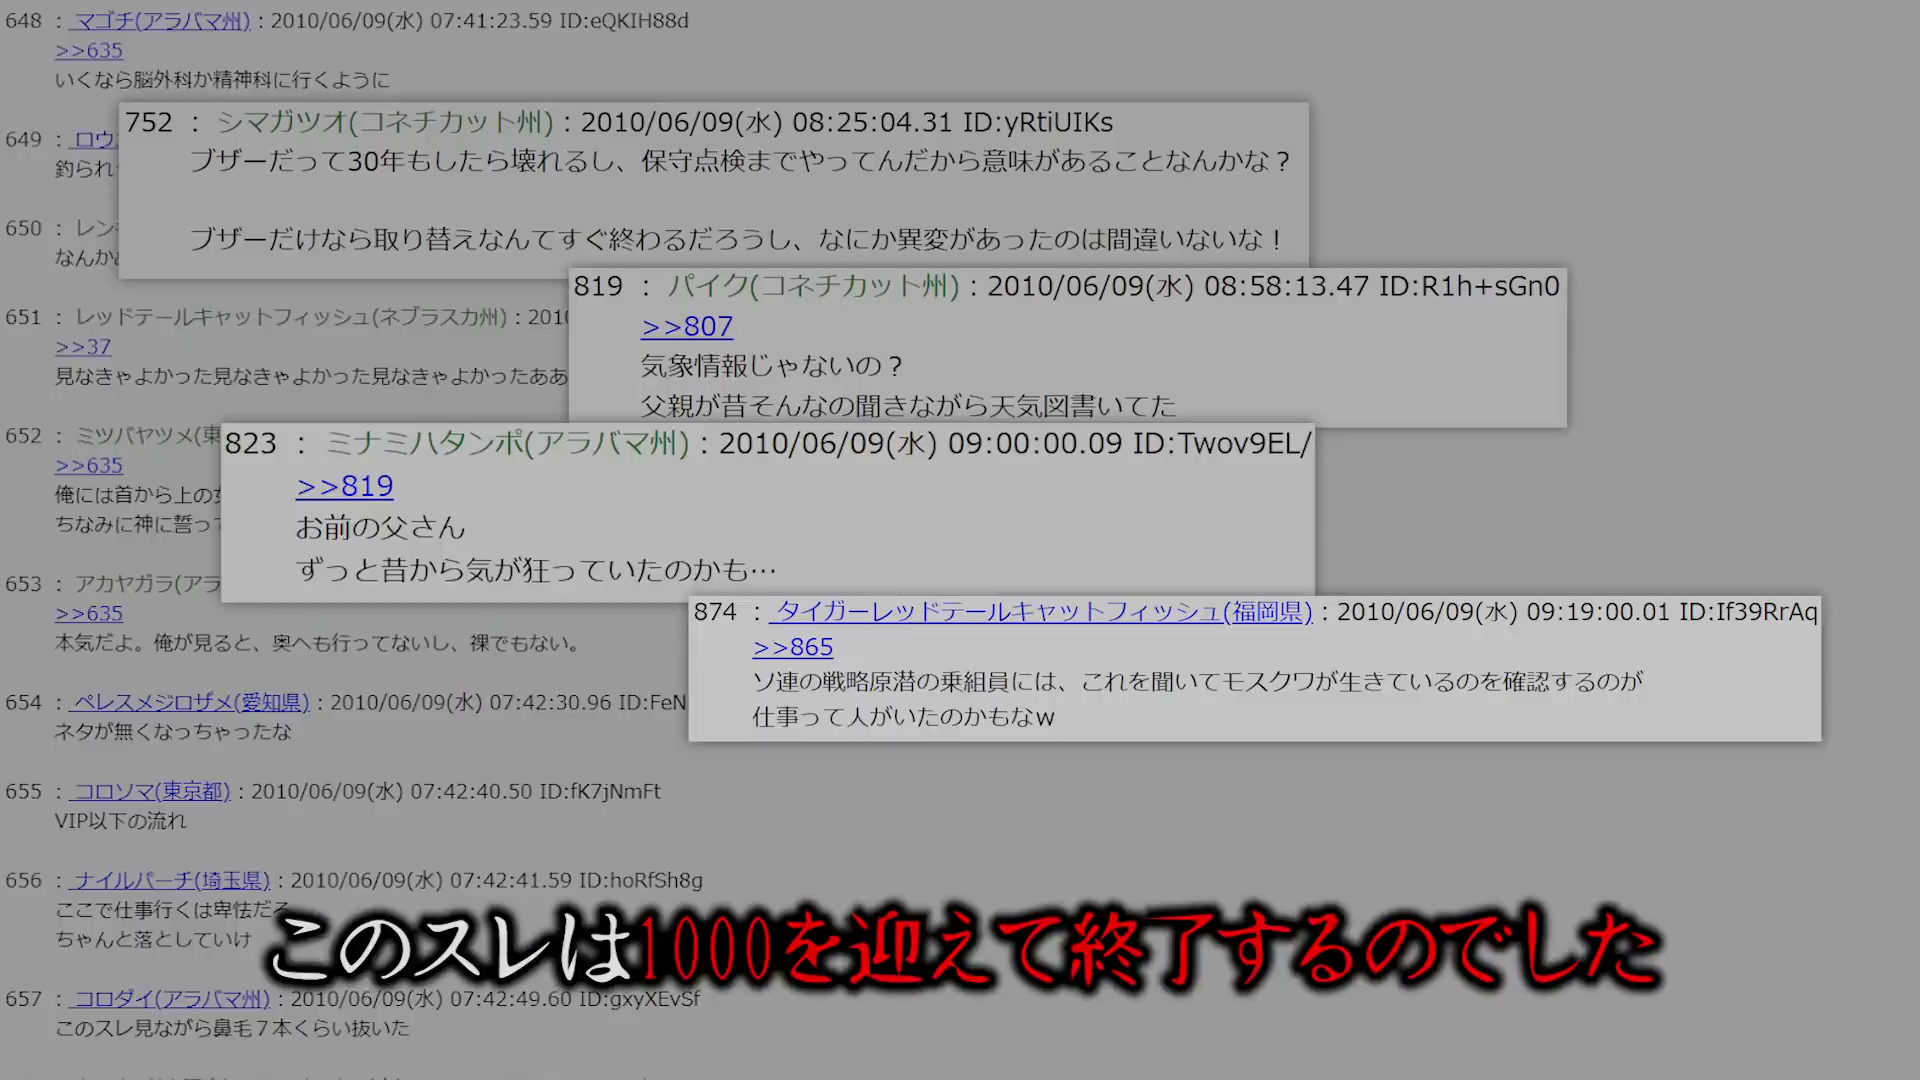 648 ： マゴチ(アラバマ州)：2010/06/09(水) 07:41:23.59 ID:eQKIH88d
>>635
いくなら脳外科か精神科に行くように
752 ： シマガツオ(コネチカット州)：2010/06/09(水) 08:25:04.31 ID:yRtiUIKs
ブザーだって30年もしたら壊れるし、保守点検までやってんだから意味があることなんかな？
ブザーだけなら取り替えなんてすぐ終わるだろうし、なにか異変があったのは間違いないな！
649 ： ロウ
釣られ
650 ： レン
なんか
819 ： パイク(コネチカット州)：2010/06/09(水) 08:58:13.47 ID:R1h+sGn0
>>807
気象情報じゃないの？
父親が昔そんなの聞きながら天気図書いてた
651 ： レッドテールキャットフィッシュ(ネブラスカ州)：201
>>37
見なきゃよかった見なきゃよかった見なきゃよかったああ
823 ： ミナミハタンポ(アラバマ州)：2010/06/09(水) 09:00:00.09 ID:Twov9EL/
>>819
お前の父さん
ずっと昔から気が狂っていたのかも…
652 ： ミツバヤツメ(東
>>635
俺には首から上の
ちなみに神に誓っ
653 ： アカヤガラ(アラ
>>635
本気だよ。俺が見ると、奥へも行ってないし、裸でもない。
874 ： タイガーレッドテールキャットフィッシュ(福岡県)：2010/06/09(水) 09:19:00.01 ID:If39RrAq
>>865
ソ連の戦略原潜の乗組員には、これを聞いてモスクワが生きているのを確認するのが
仕事って人がいたのかもなw
654 ： ペレスメジロザメ(愛知県)：2010/06/09(水) 07:42:30.96 ID:FeN
ネタが無くなっちゃったな
655 ： コロソマ(東京都)：2010/06/09(水) 07:42:40.50 ID:fK7jNmFt
VIP以下の流れ
656 ： ナイルパーチ(埼玉県)：2010/06/09(水) 07:42:41.59 ID:hoRfSh8g
ここで仕事行くは卑怯だろ
ちゃんと落としていけ
このスレは1000を迎えて終了するのでした
657 ： コロダイ(アラバマ州)：2010/06/09(水) 07:42:49.60 ID:gxyXEvSf
このスレ見ながら鼻毛７本くらい抜いた